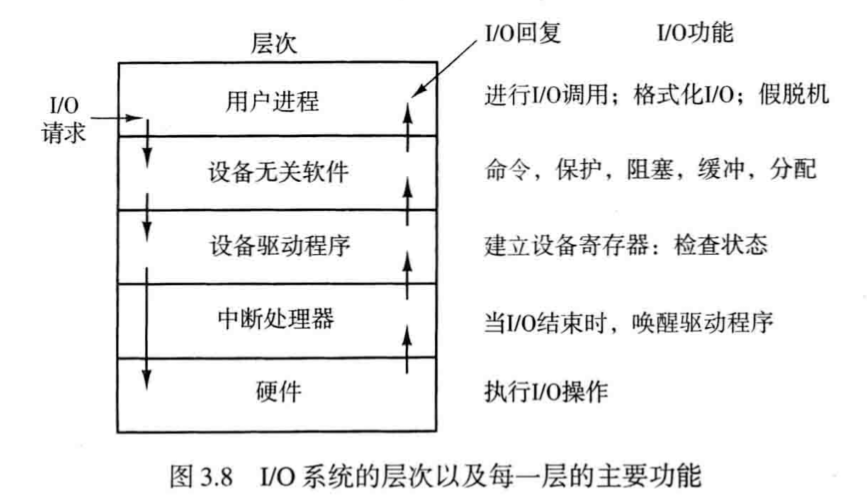 层次
I/O回复
I/O功能
I/O
请求
用户进程
进行I/O调用；格式化I/O；假脱机
设备无关软件
命令，保护，阻塞，缓冲，分配
设备驱动程序
建立设备寄存器：检查状态
中断处理器
当I/O结束时，唤醒驱动程序
硬件
执行I/O操作
图 3.8 I/O 系统的层次以及每一层的主要功能